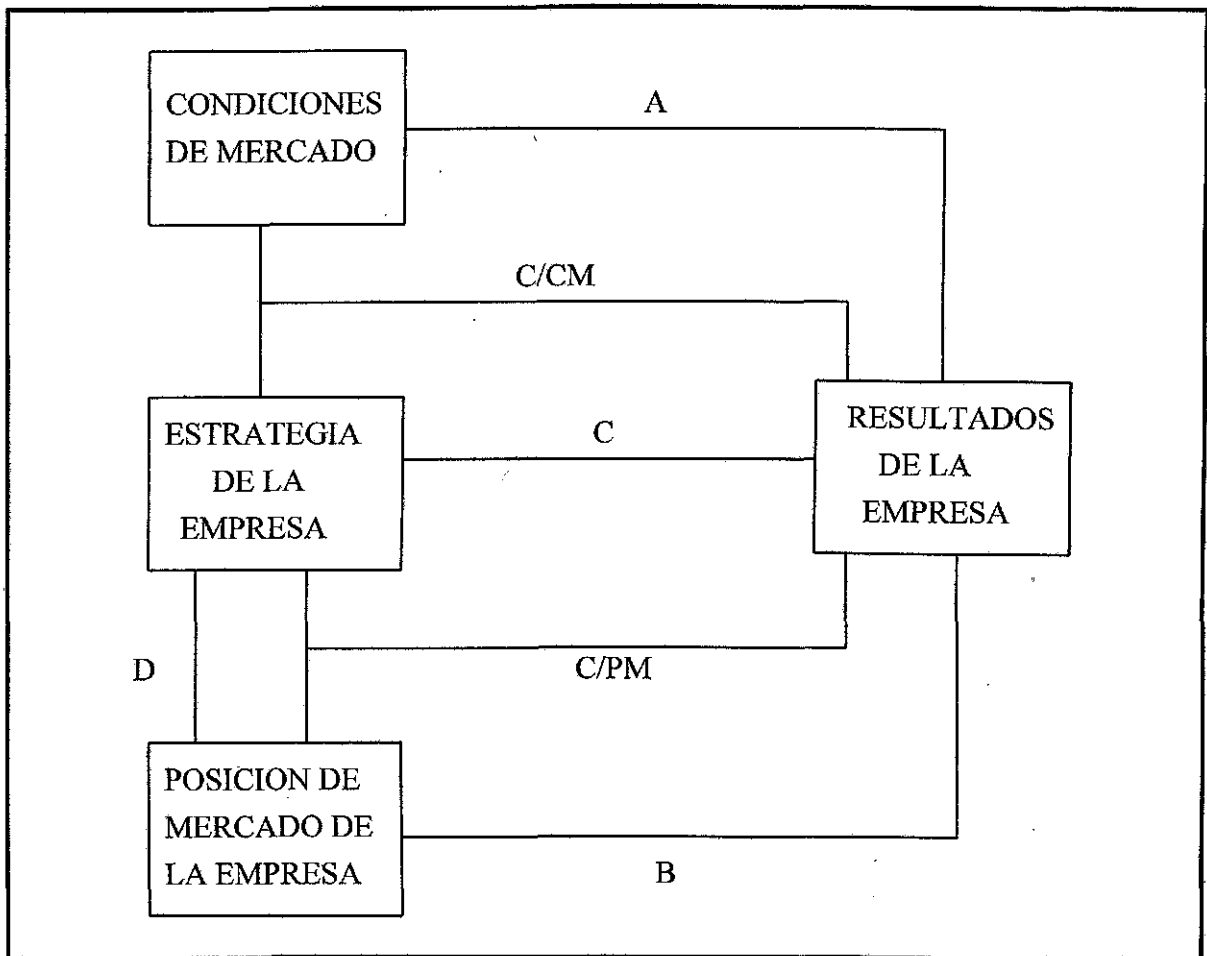 CONDICIONES
DE MERCADO
A
C/CM
ESTRATEGIA
DE LA
EMPRESA
C
RESULTADOS
DE LA
EMPRESA
D
C/PM
POSICION DE
MERCADO DE
LA EMPRESA
B